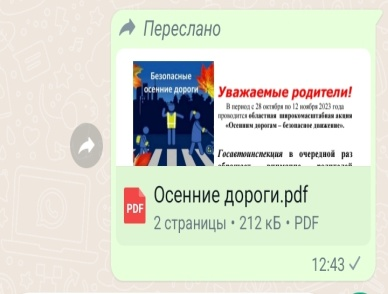 Переслано
Безопасные
осенние дороги
Уважаемые родители!
В период с 28 октября по 12 ноября 2023 года
проводится областная широкомасштабная акция
«Осенним дорогам – безопасное движение».
Госавтоинспекция в очередной раз
PDF
Осенние дороги.pdf
2 страницы • 212 кБ • PDF
12:43